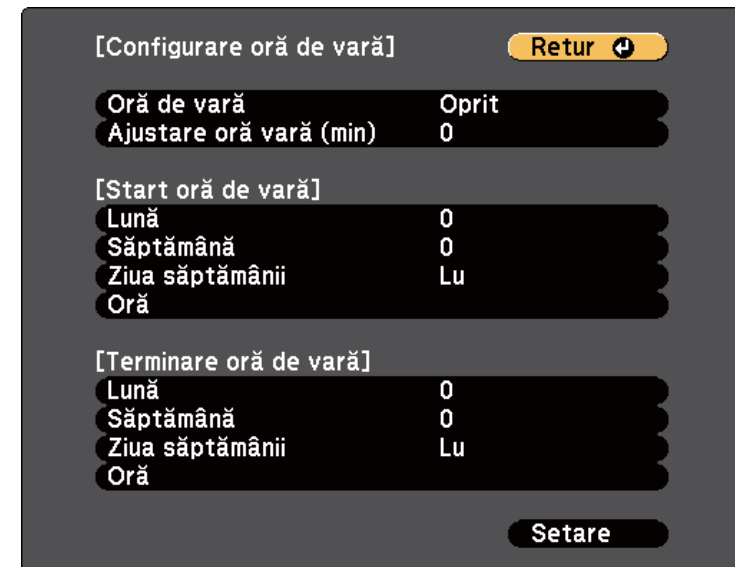 [Configurare oră de vară] Retur
Oră de vară Oprit
Ajustare oră vară (min) 0
[Start oră de vară]
Lună 0
Săptămână 0
Ziua săptămânii Lu
Oră
[Terminare oră de vară]
Lună 0
Săptămână 0
Ziua săptămânii Lu
Oră
Setare